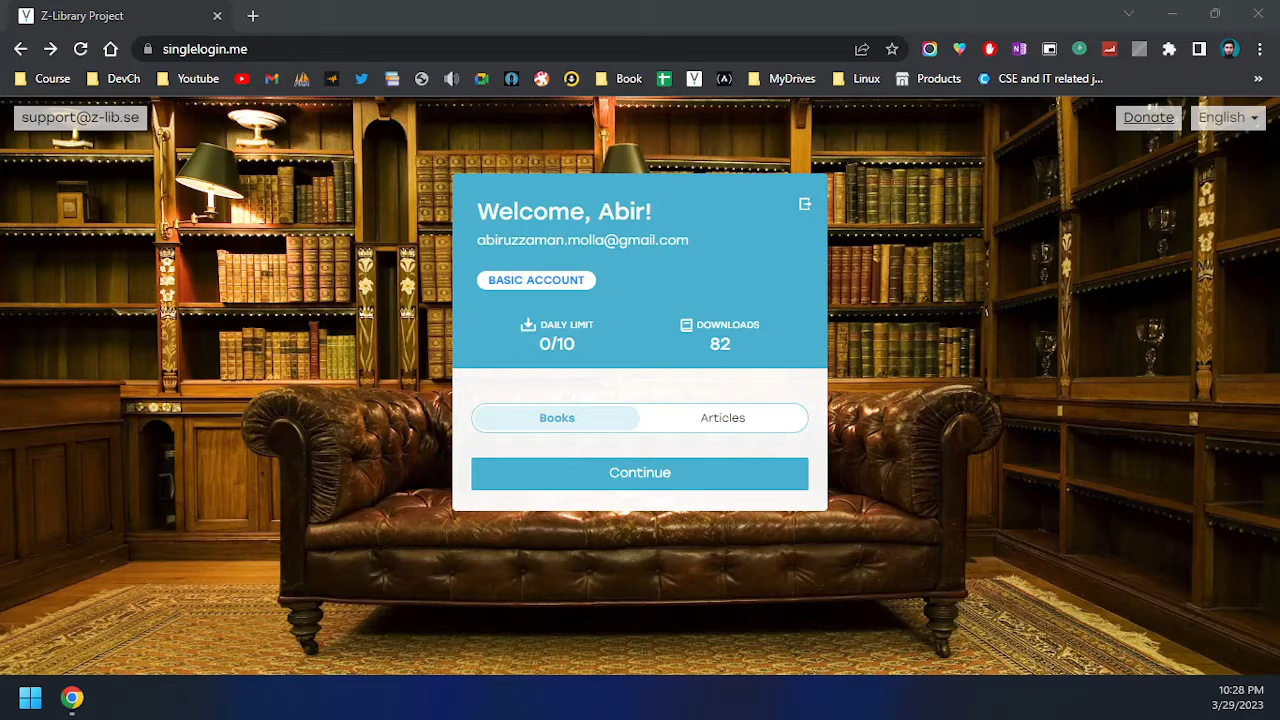 Z-Library Project
singlelogin.me
Course
DevCh
Youtube
Book
MyDrives
Linux
Products
CSE and IT related j...
support@z-lib.se
Donate
English
Welcome, Abir!
abiruzzaman.molla@gmail.com
BASIC ACCOUNT
DAILY LIMIT
0/10
DOWNLOADS
82
Books
Articles
Continue
10:28 PM
3/29/2023